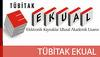 TÜBİTAK
EKUAL
Elektronik Kaynaklar Ulusal Akademik Lisansı
TÜBİTAK EKUAL